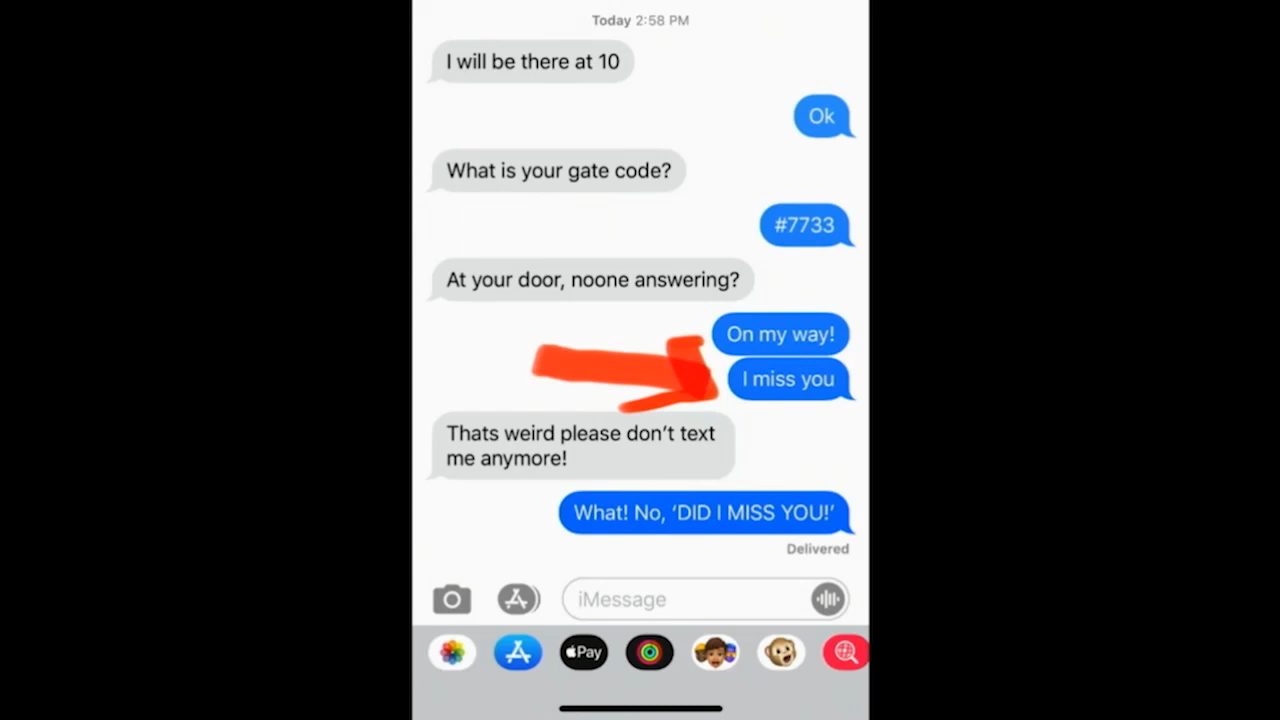 Today 2:58 PM
I will be there at 10
Ok
What is your gate code?
#7733
At your door, noone answering?
On my way!
I miss you
Thats weird please don’t text
me anymore!
What! No, ‘DID I MISS YOU!’
Delivered
iMessage
Pay